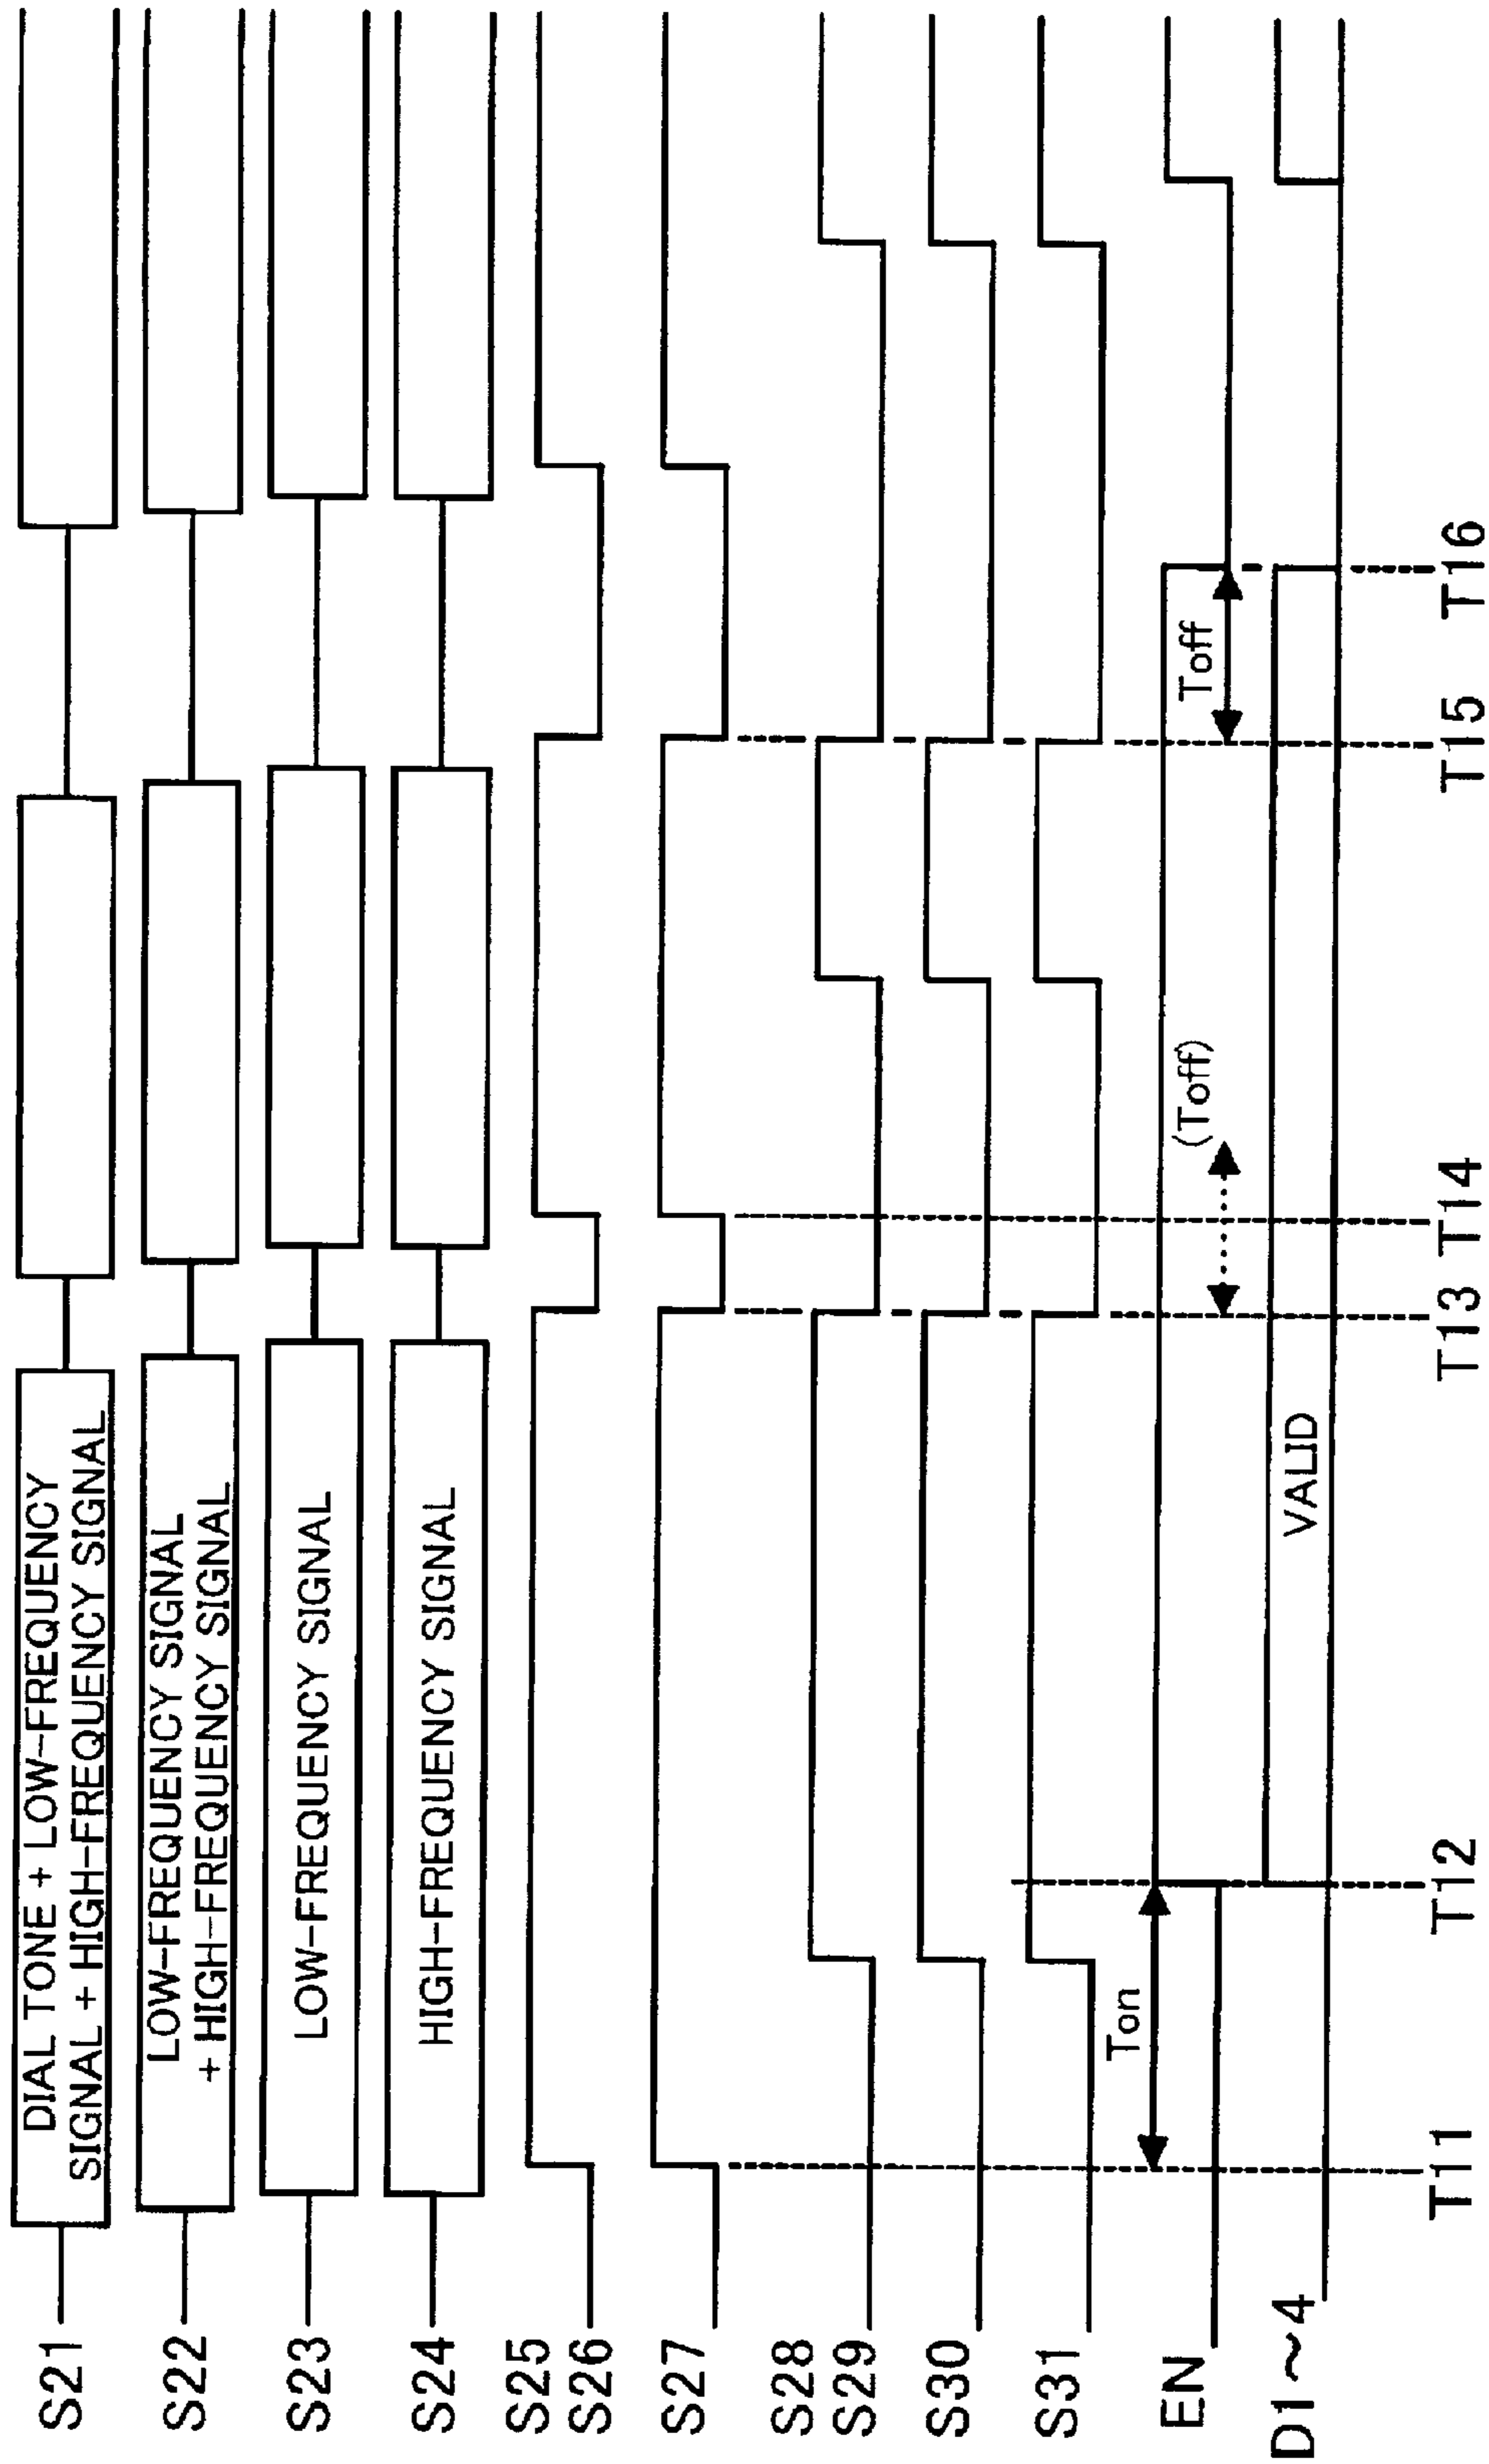 S21
DIAL TONE + LOW-FREQUENCY
SIGNAL + HIGH-FREQUENCY SIGNAL
S22
LOW-FREQUENCY SIGNAL
+ HIGH-FREQUENCY SIGNAL
S23
LOW-FREQUENCY SIGNAL
S24
HIGH-FREQUENCY SIGNAL
S25
S26
S27
S28
S29
S30
S31
Ton
EN
(Toff)
Toff
D1~4
VALID
T11
T12
T13
T14
T15
T16